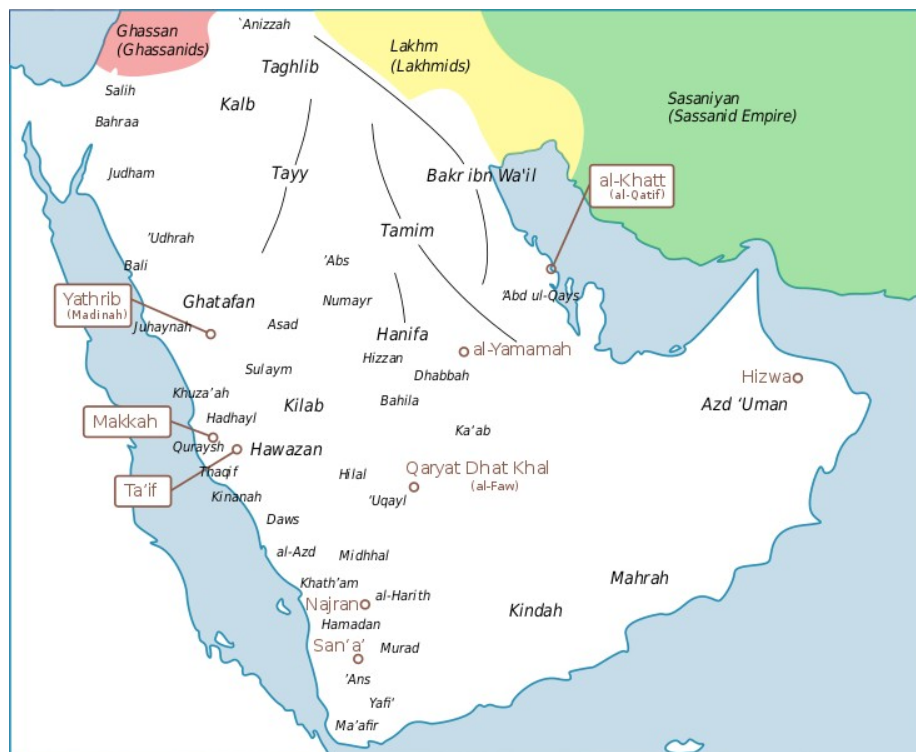 Ghassan
(Ghassanids)
`Anizzah
Lakhm
(Lakhmids)
Taghlib
Salih
Kalb
Sasaniyan
(Sassanid Empire)
Bahraa
Judham
Tayy
Bakr ibn Wa'il
al-Khatt
(al-Qatif)
'Udhrah
Tamim
Bali
'Abs
Yathrib
(Madinah)
Ghatafan
Numayr
'Abd ul-Qays
Juhaynah
Asad
Hanifa
Hizzan
al-Yamamah
Sulaym
Dhabbah
Hizwa
Khuza'ah
Kilab
Bahila
Azd ‘Uman
Makkah
Hadhayl
Quraysh
Hawazan
Ka'ab
Thaqif
Hilal
Qaryat Dhat Khal
(al-Faw)
Ta’if
Kinanah
'Uqayl
Daws
al-Azd
Midhhal
Khath'am
al-Harith
Mahrah
Najran
Kindah
Hamadan
San’a’
Murad
'Ans
Yafi'
Ma'afir